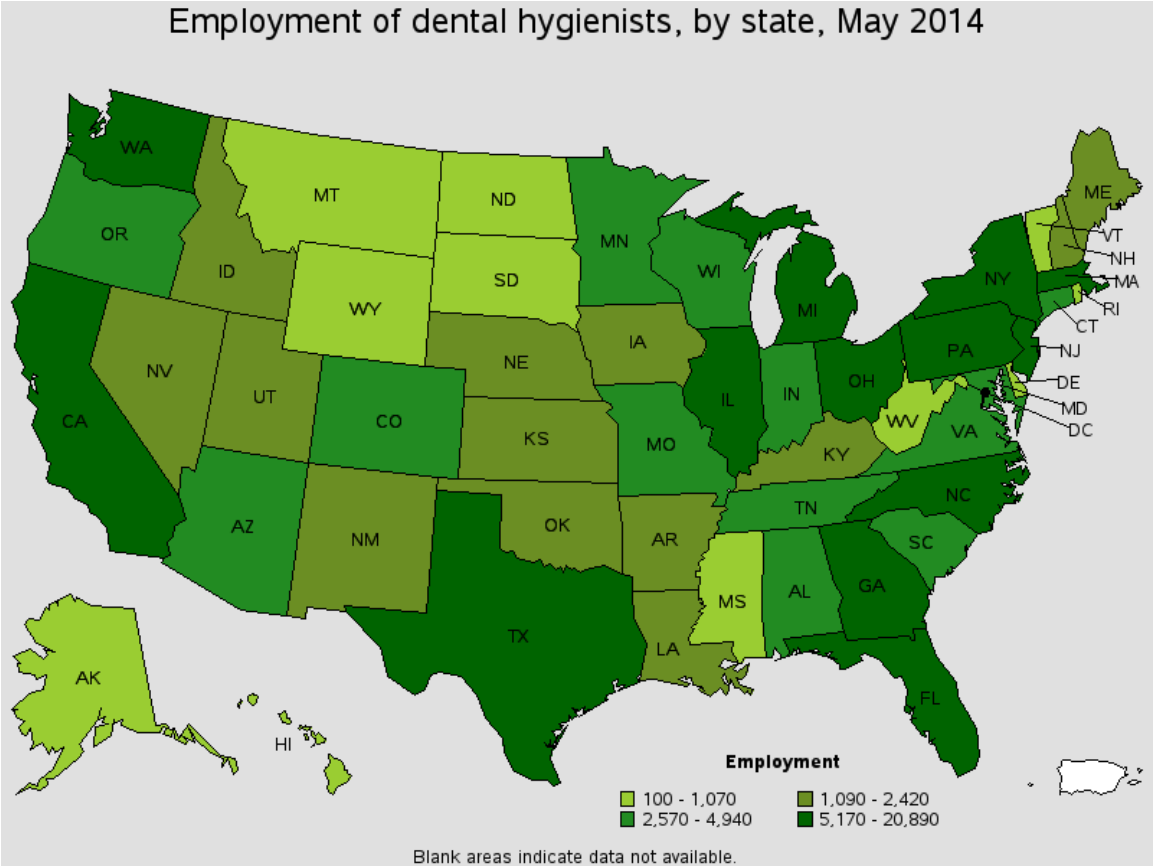 Employment of dental hygienists, by state, May 2014
WA
MT
ND
MN
ME
VT
OR
ID
WY
SD
WI
MI
NY
NH
MA
RI
CT
NV
UT
CO
NE
IA
IL
IN
OH
PA
NJ
DE
MD
DC
CA
KS
MO
KY
WV
VA
AZ
NM
OK
AR
TN
NC
SC
TX
LA
MS
AL
GA
FL
AK
HI
Employment
100 - 1,070 1,090 - 2,420
2,570 - 4,940 5,170 - 20,890
Blank areas indicate data not available.